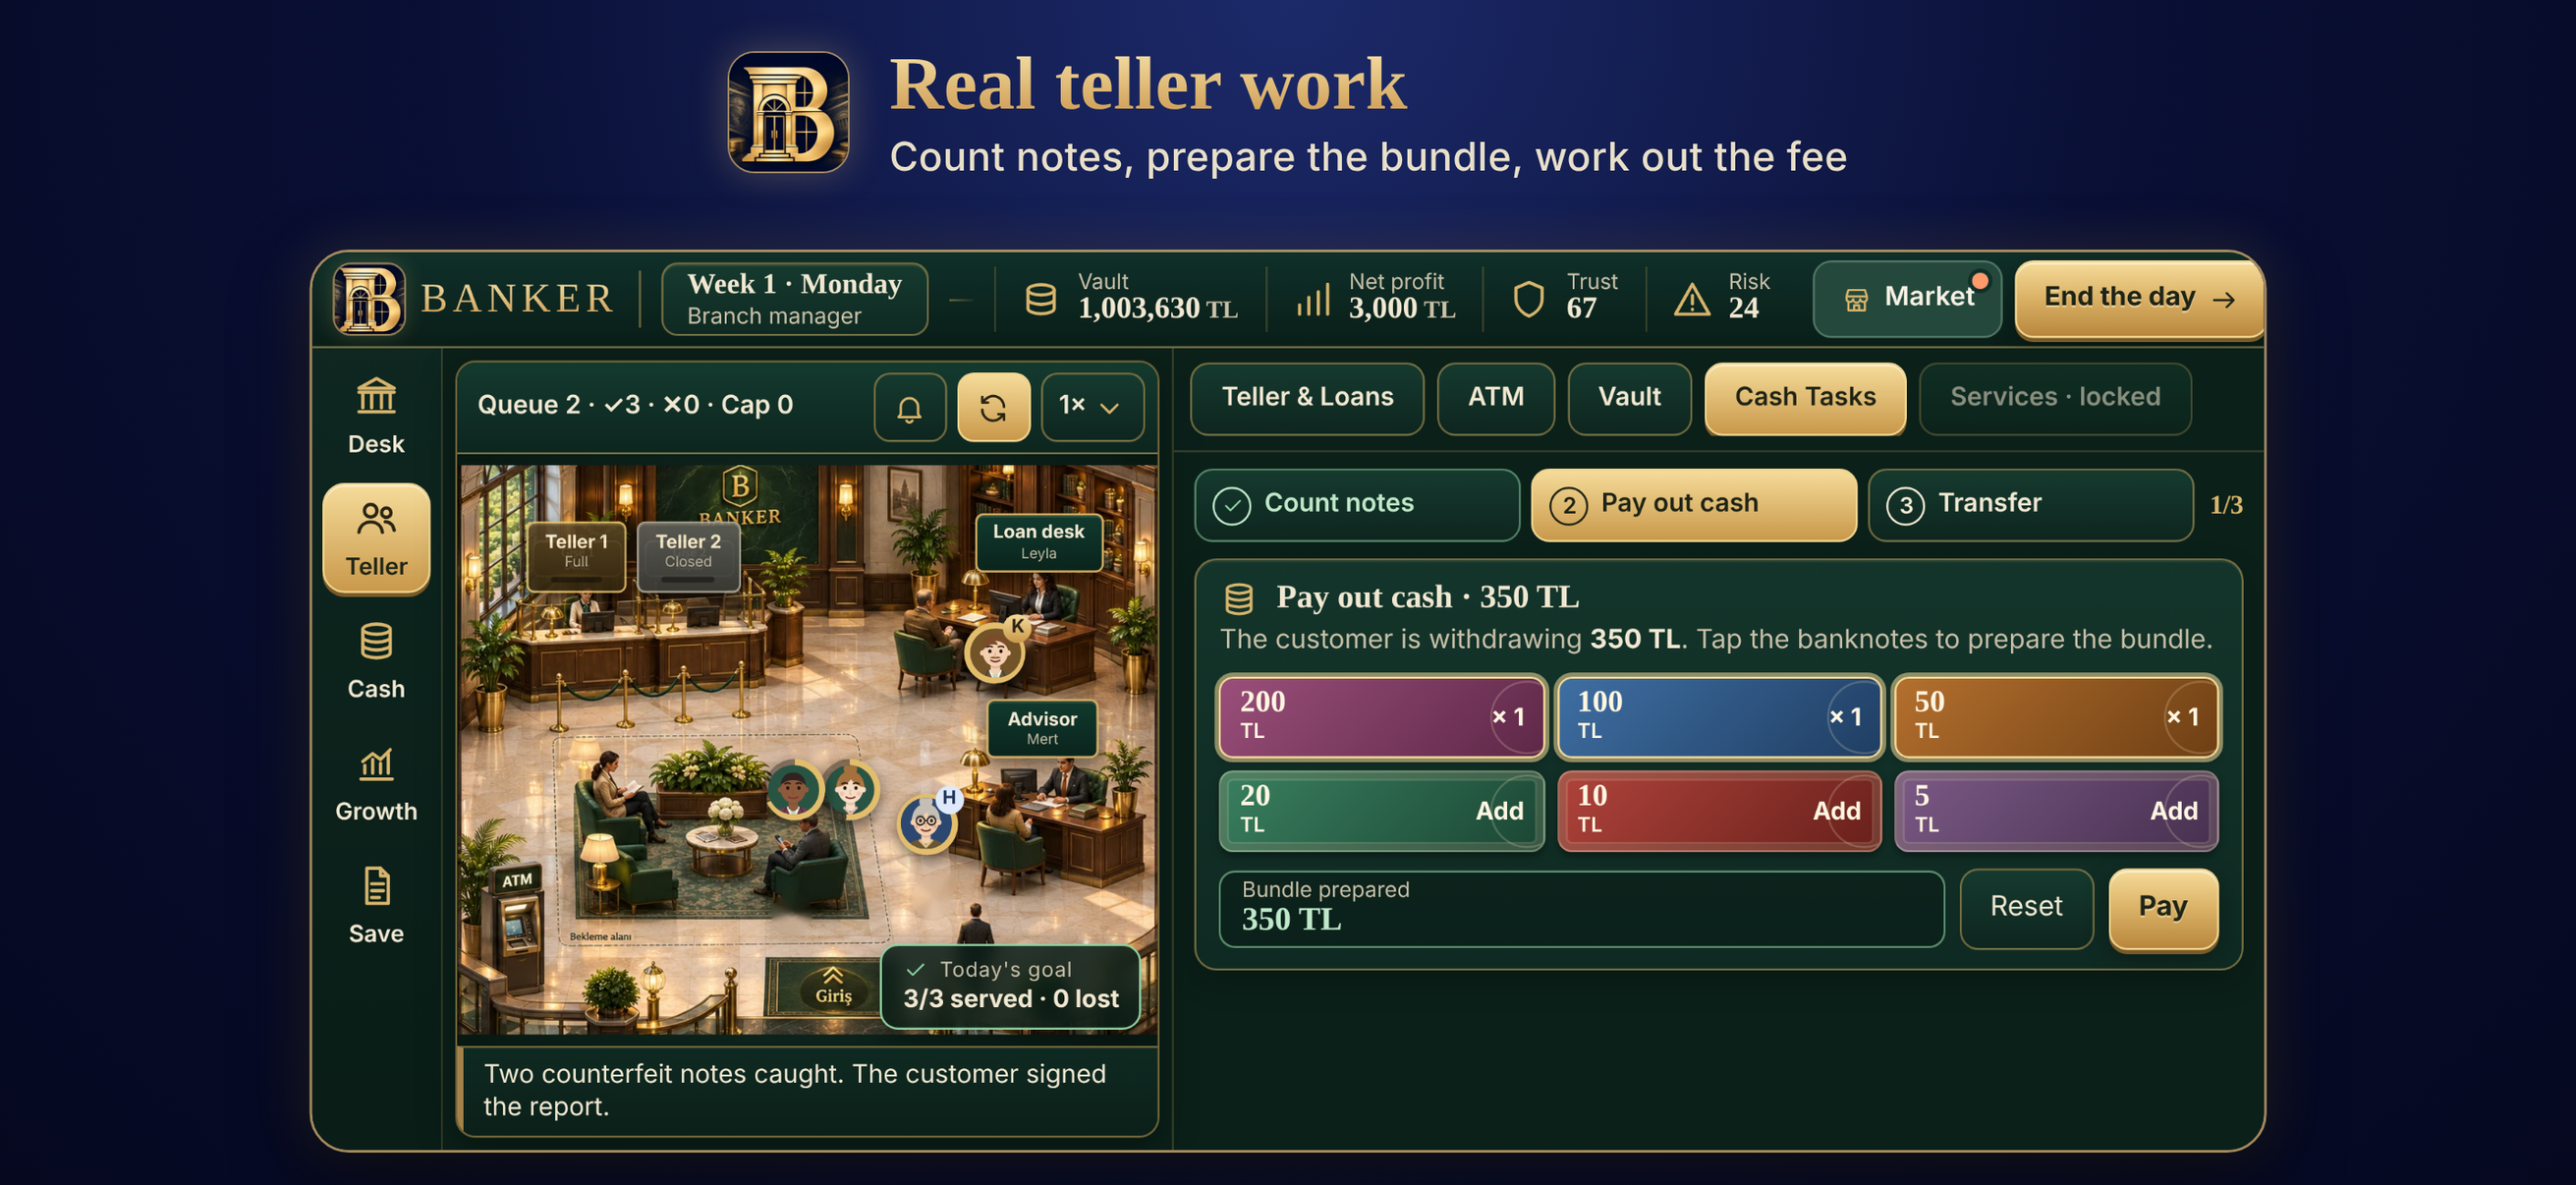 Real teller work
Count notes, prepare the bundle, work out the fee
BANKER
Week 1 · Monday
Branch manager
Vault
1,003,630 TL
Net profit
3,000 TL
Trust
67
Risk
24
Market
End the day →
Desk
Teller
Cash
Growth
Save
Queue 2 · ✓3 · ✕0 · Cap 0
1×
B
BANKER
Teller 1
Full
Teller 2
Closed
Loan desk
Leyla
K
Advisor
Mert
H
ATM
Bekleme alanı
Giriş
✓ Today's goal
3/3 served · 0 lost
Two counterfeit notes caught. The customer signed
the report.
Teller & Loans
ATM
Vault
Cash Tasks
Services · locked
✓ Count notes
2 Pay out cash
3 Transfer
1/3
Pay out cash · 350 TL
The customer is withdrawing 350 TL. Tap the banknotes to prepare the bundle.
200
TL
× 1
100
TL
× 1
50
TL
× 1
20
TL
Add
10
TL
Add
5
TL
Add
Bundle prepared
350 TL
Reset
Pay